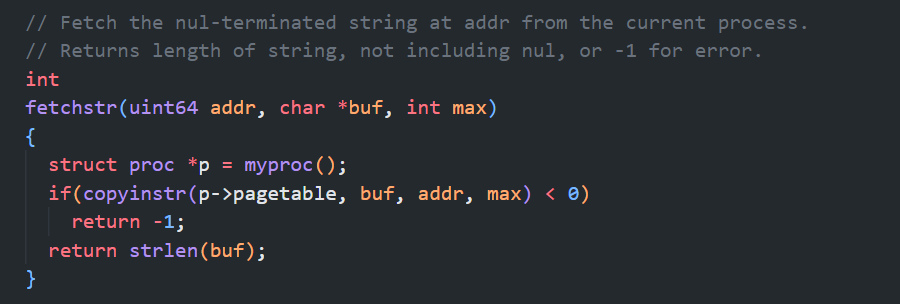 // Fetch the nul-terminated string at addr from the current process.
// Returns length of string, not including nul, or -1 for error.
int
fetchstr(uint64 addr, char *buf, int max)
{
  struct proc *p = myproc();
  if(copyinstr(p->pagetable, buf, addr, max) < 0)
    return -1;
  return strlen(buf);
}